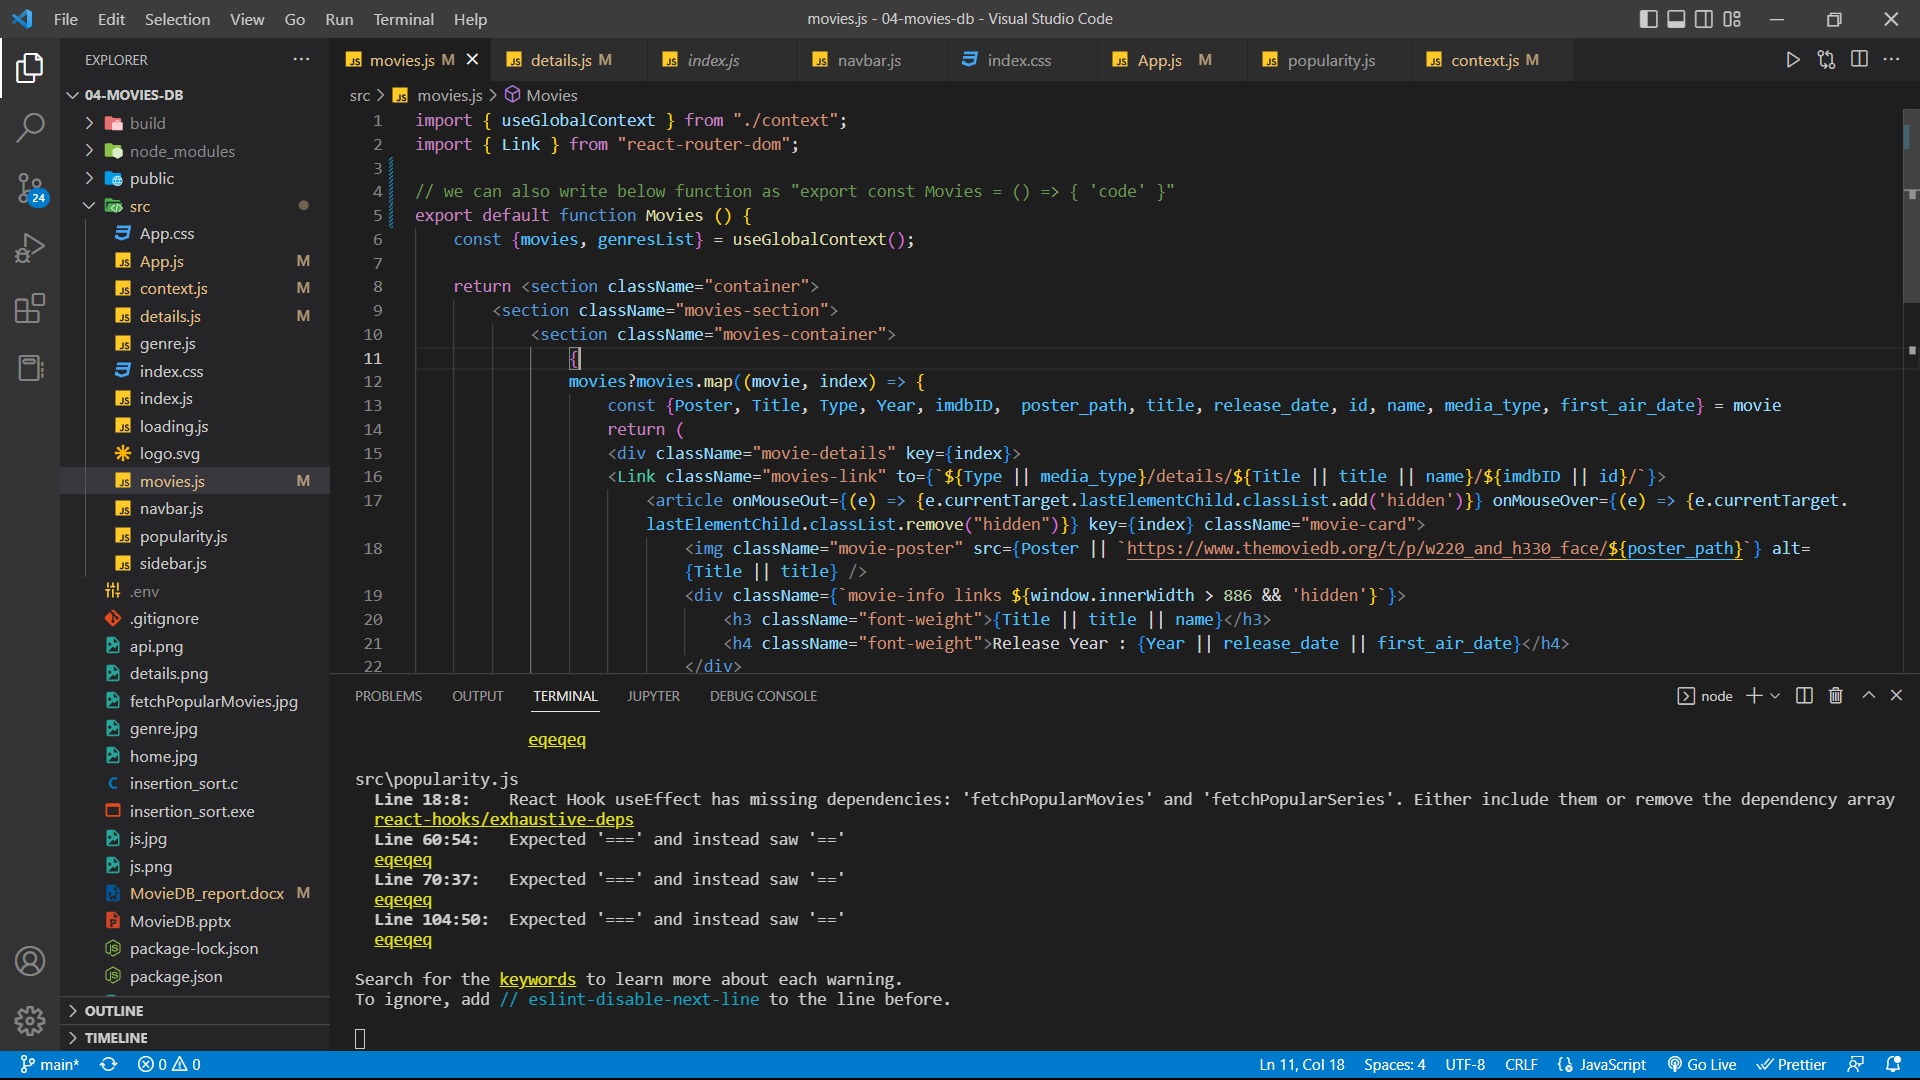 File Edit Selection View Go Run Terminal Help
movies.js - 04-movies-db - Visual Studio Code
EXPLORER
movies.js M
details.js M
index.js
navbar.js
index.css
App.js M
popularity.js
context.js M
04-MOVIES-DB
build
node_modules
public
src
App.css
App.js M
context.js M
details.js M
genre.js
index.css
index.js
loading.js
logo.svg
movies.js M
navbar.js
popularity.js
sidebar.js
.env
.gitignore
api.png
details.png
fetchPopularMovies.jpg
genre.jpg
home.jpg
insertion_sort.c
insertion_sort.exe
js.jpg
js.png
MovieDB_report.docx M
MovieDB.pptx
package-lock.json
package.json
OUTLINE
TIMELINE
24
src > movies.js > Movies
1 import { useGlobalContext } from "./context";
2 import { Link } from "react-router-dom";
3
4 // we can also write below function as "export const Movies = () => { 'code' }"
5 export default function Movies () {
6 const {movies, genresList} = useGlobalContext();
7
8 return <section className="container">
9 <section className="movies-section">
10 <section className="movies-container">
11 {
12 movies?movies.map((movie, index) => {
13 const {Poster, Title, Type, Year, imdbID,  poster_path, title, release_date, id, name, media_type, first_air_date} = movie
14 return (
15 <div className="movie-details" key={index}>
16 <Link className="movies-link" to={`${Type || media_type}/details/${Title || title || name}/${imdbID || id}/`}>
17 <article onMouseOut={(e) => {e.currentTarget.lastElementChild.classList.add('hidden')}} onMouseOver={(e) => {e.currentTarget.
lastElementChild.classList.remove("hidden")}} key={index} className="movie-card">
18 <img className="movie-poster" src={Poster || `https://www.themoviedb.org/t/p/w220_and_h330_face/${poster_path}`} alt=
{Title || title} />
19 <div className={`movie-info links ${window.innerWidth > 886 && 'hidden'}`}>
20 <h3 className="font-weight">{Title || title || name}</h3>
21 <h4 className="font-weight">Release Year : {Year || release_date || first_air_date}</h4>
22 </div>
PROBLEMS OUTPUT TERMINAL JUPYTER DEBUG CONSOLE
node
eqeqeq
src\popularity.js
Line 18:8: React Hook useEffect has missing dependencies: 'fetchPopularMovies' and 'fetchPopularSeries'. Either include them or remove the dependency array
react-hooks/exhaustive-deps
Line 60:54: Expected '===' and instead saw '=='
eqeqeq
Line 70:37: Expected '===' and instead saw '=='
eqeqeq
Line 104:50: Expected '===' and instead saw '=='
eqeqeq
Search for the keywords to learn more about each warning.
To ignore, add // eslint-disable-next-line to the line before.
main* 0 0 Ln 11, Col 18 Spaces: 4 UTF-8 CRLF JavaScript Go Live Prettier